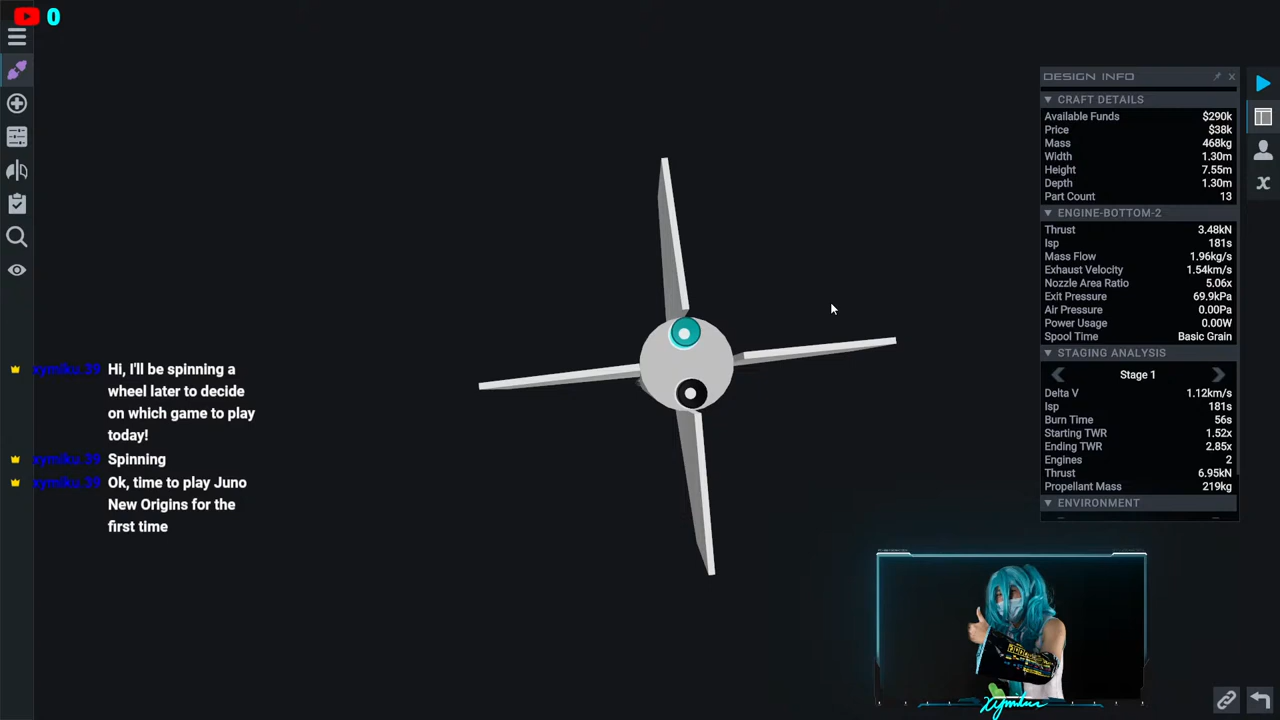 0
DESIGN INFO
CRAFT DETAILS
Available Funds $290k
Price $38k
Mass 468kg
Width 1.30m
Height 7.55m
Depth 1.30m
Part Count 13
ENGINE-BOTTOM-2
Thrust 3.48kN
Isp 181s
Mass Flow 1.96kg/s
Exhaust Velocity 1.54km/s
Nozzle Area Ratio 5.06x
Exit Pressure 69.9kPa
Air Pressure 0.00Pa
Power Usage 0.00W
Spool Time Basic Grain
STAGING ANALYSIS
Stage 1
Delta V 1.12km/s
Isp 181s
Burn Time 56s
Starting TWR 1.52x
Ending TWR 2.85x
Engines 2
Thrust 6.95kN
Propellant Mass 219kg
ENVIRONMENT
x
xymiku.39 Hi, I'll be spinning a
wheel later to decide
on which game to play
today!
xymiku.39 Spinning
xymiku.39 Ok, time to play Juno
New Origins for the
first time